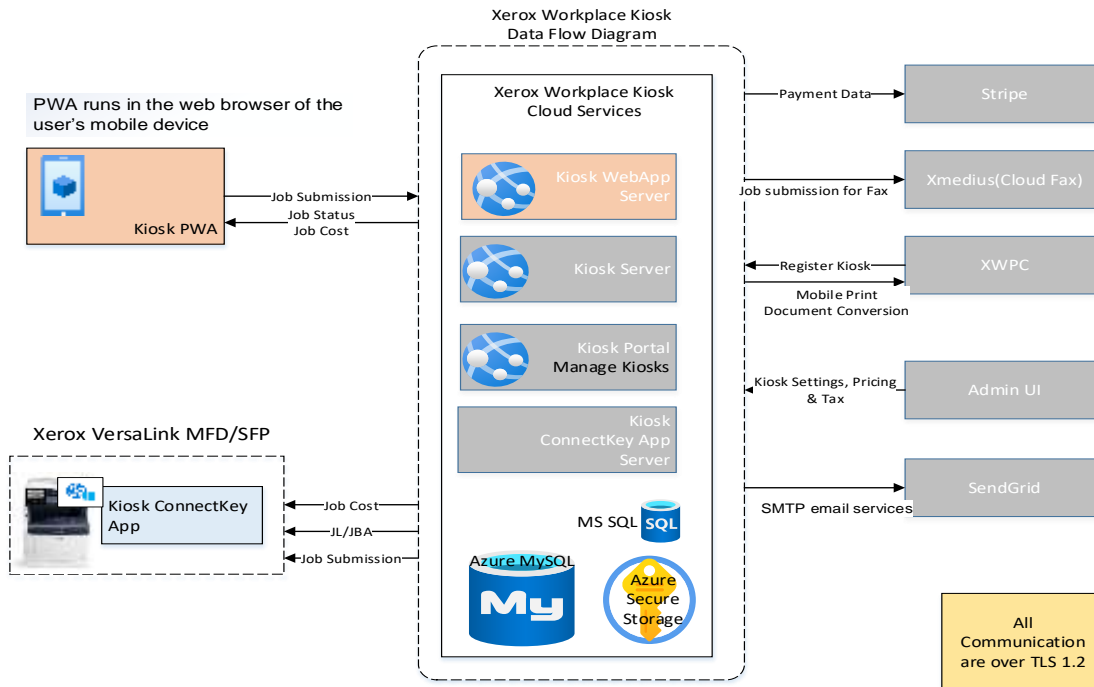 Xerox Workplace Kiosk
Data Flow Diagram
PWA runs in the web browser of the
user's mobile device
Kiosk PWA
Job Submission
Job Status
Job Cost
Xerox Workplace Kiosk
Cloud Services
Kiosk WebApp
Server
Kiosk Server
Kiosk Portal
Manage Kiosks
Kiosk
ConnectKey App
Server
MS SQL
SQL
Azure MySQL
My
Azure
Secure
Storage
Xerox VersaLink MFD/SFP
Kiosk ConnectKey
App
Job Cost
JL/JBA
Job Submission
Payment Data
Stripe
Job submission for Fax
Xmedius(Cloud Fax)
Register Kiosk
XWPC
Mobile Print
Document Conversion
Kiosk Settings, Pricing
& Tax
Admin UI
SendGrid
SMTP email services
All
Communication
are over TLS 1.2